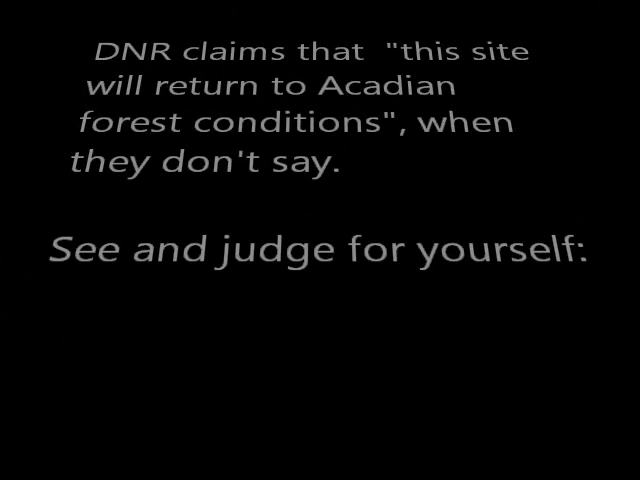 DNR claims that "this site
will return to Acadian
forest conditions", when
they don't say.
See and judge for yourself: